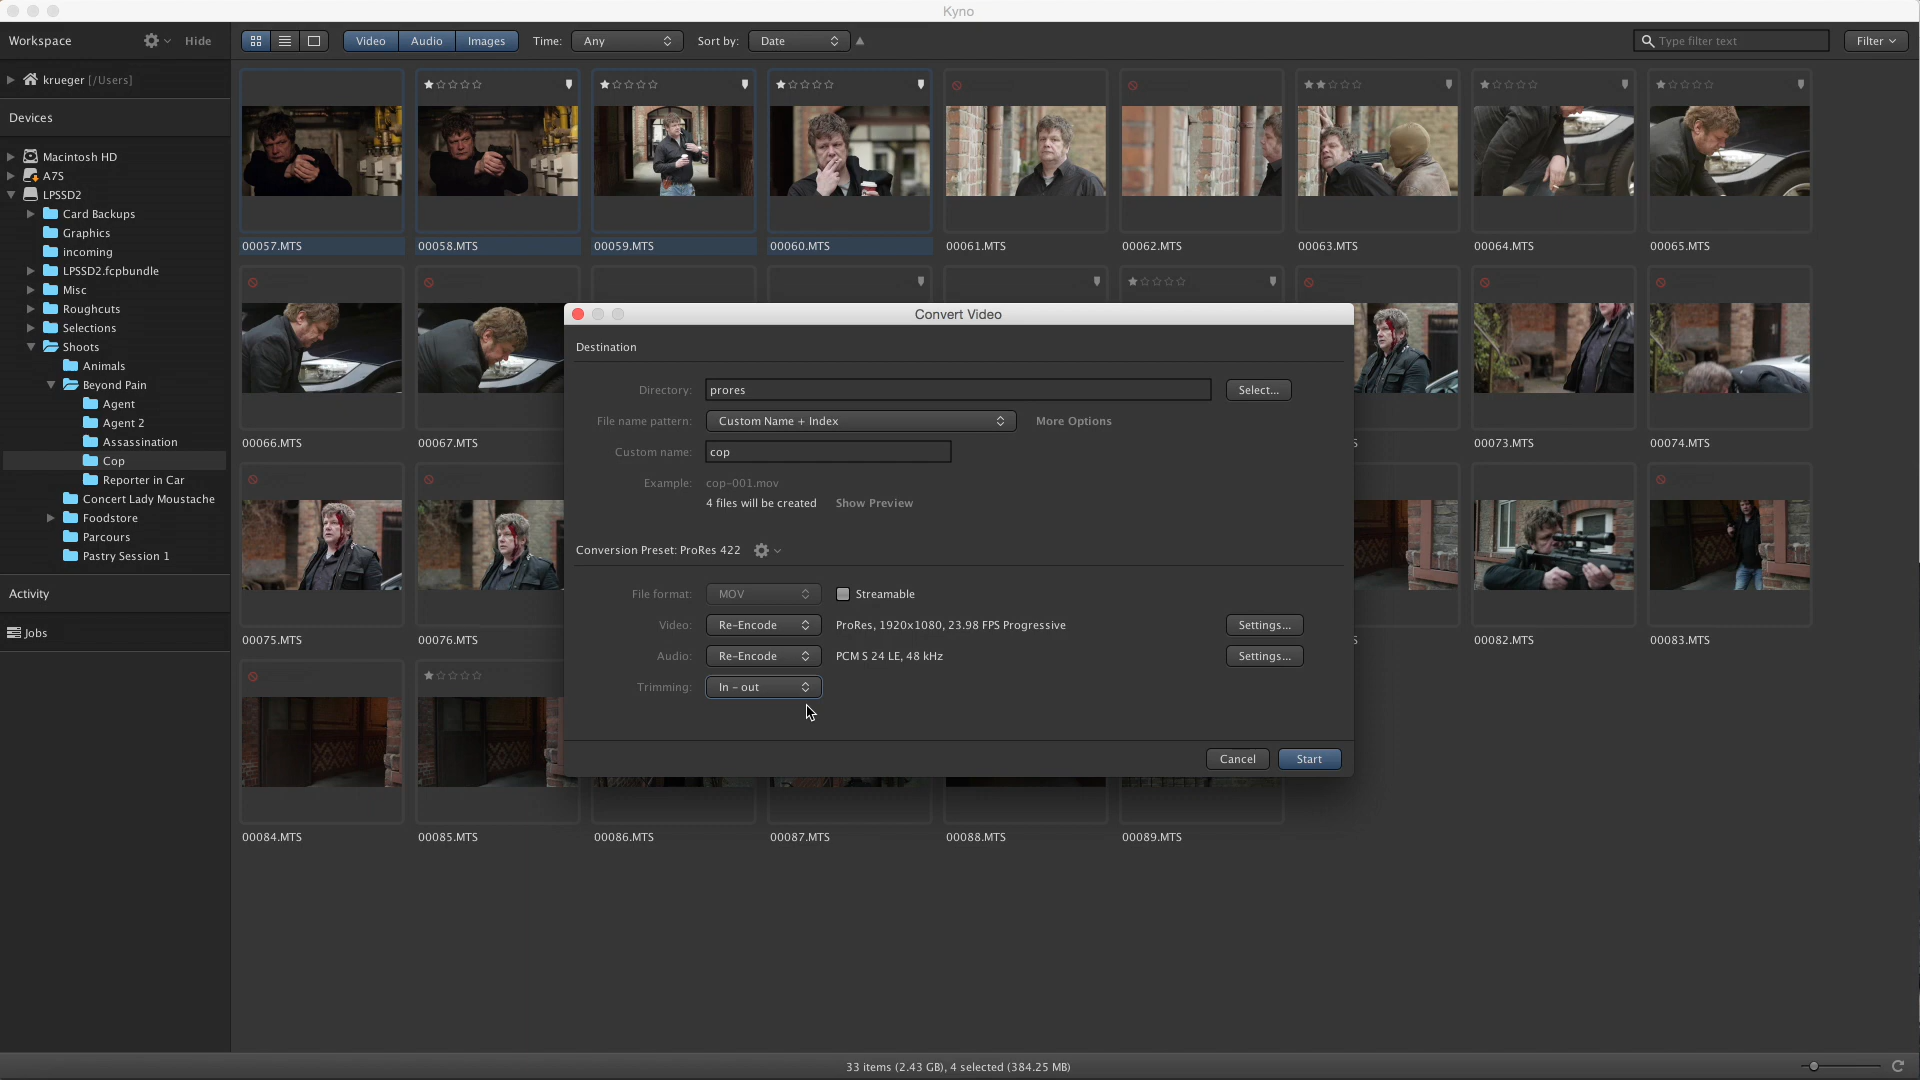 Kyno
Workspace
Hide
Video
Audio
Images
Time:
Any
Sort by:
Date
Type filter text
Filter
krueger [/Users]
Devices
Macintosh HD
A7S
LPSSD2
Card Backups
Graphics
incoming
LPSSD2.fcpbundle
Misc
Roughcuts
Selections
Shoots
Animals
Beyond Pain
Agent
Agent 2
Assassination
Cop
Reporter in Car
Concert Lady Moustache
Foodstore
Parcours
Pastry Session 1
Activity
Jobs
00057.MTS
00058.MTS
00059.MTS
00060.MTS
00061.MTS
00062.MTS
00063.MTS
00064.MTS
00065.MTS
00066.MTS
00067.MTS
00073.MTS
00074.MTS
00075.MTS
00076.MTS
00082.MTS
00083.MTS
00084.MTS
00085.MTS
00086.MTS
00087.MTS
00088.MTS
00089.MTS
Convert Video
Destination
Directory: prores Select...
File name pattern: Custom Name + Index More Options
Custom name: cop
Example: cop-001.mov
4 files will be created Show Preview
Conversion Preset: ProRes 422
File format: MOV Streamable
Video: Re-Encode ProRes, 1920x1080, 23.98 FPS Progressive Settings...
Audio: Re-Encode PCM S 24 LE, 48 kHz Settings...
Trimming: In - out
Cancel Start
33 items (2.43 GB), 4 selected (384.25 MB)